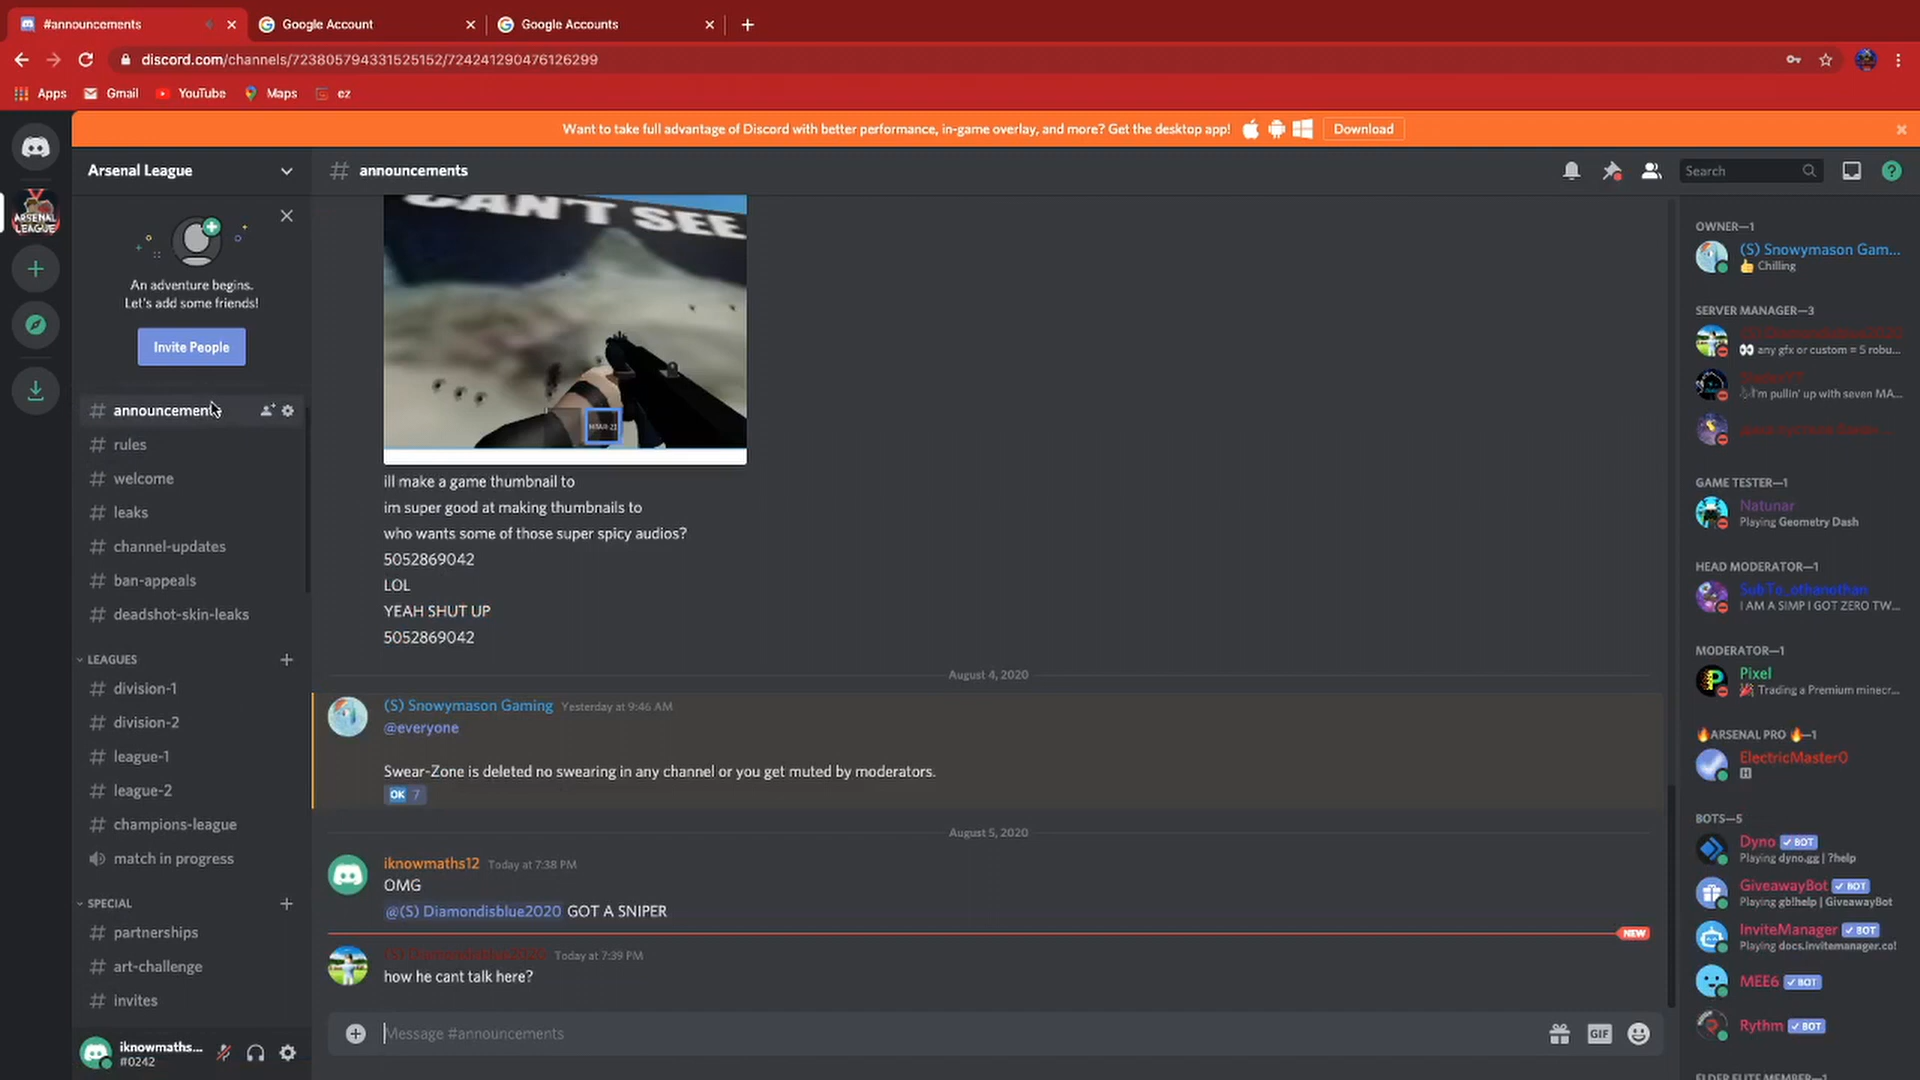 #announcements
Google Account
Google Accounts
discord.com/channels/723805794331525152/724241290476126299
Apps
Gmail
YouTube
Maps
ez
Want to take full advantage of Discord with better performance, in-game overlay, and more? Get the desktop app!
Download
ARSENAL
LEAGUE
Arsenal League
announcements
Search
An adventure begins.
Let's add some friends!
Invite People
announcements
rules
welcome
leaks
channel-updates
ban-appeals
deadshot-skin-leaks
LEAGUES
division-1
division-2
league-1
league-2
champions-league
match in progress
SPECIAL
partnerships
art-challenge
invites
iknowmaths...
#0242
CAN'T SEE
ill make a game thumbnail to
im super good at making thumbnails to
who wants some of those super spicy audios?
5052869042
LOL
YEAH SHUT UP
5052869042
August 4, 2020
(S) Snowymason Gaming Yesterday at 9:46 AM
@everyone
Swear-Zone is deleted no swearing in any channel or you get muted by moderators.
OK 7
August 5, 2020
iknowmaths12 Today at 7:38 PM
OMG
@(S) Diamondisblue2020 GOT A SNIPER
NEW
(S) Diamondisblue2020 Today at 7:39 PM
how he cant talk here?
Message #announcements
GIF
OWNER—1
(S) Snowymason Gam...
Chilling
SERVER MANAGER—3
(S) Diamondisblue2020
any gfx or custom = 5 robu...
I'm pullin' up with seven MA...
GAME TESTER—1
Natunar
Playing Geometry Dash
HEAD MODERATOR—1
SubTo_othanothan
I AM A SIMP I GOT ZERO TW...
MODERATOR—1
Pixel
Trading a Premium minecr...
🔥ARSENAL PRO 🔥—1
ElectricMaster0
H
BOTS—5
Dyno ✓ BOT
Playing dyno.gg | ?help
GiveawayBot ✓ BOT
Playing gb!help | GiveawayBot
InviteManager ✓ BOT
Playing docs.invitemanager.co!
MEE6 ✓ BOT
Rythm ✓ BOT
ELDER ELITE MEMBER—1